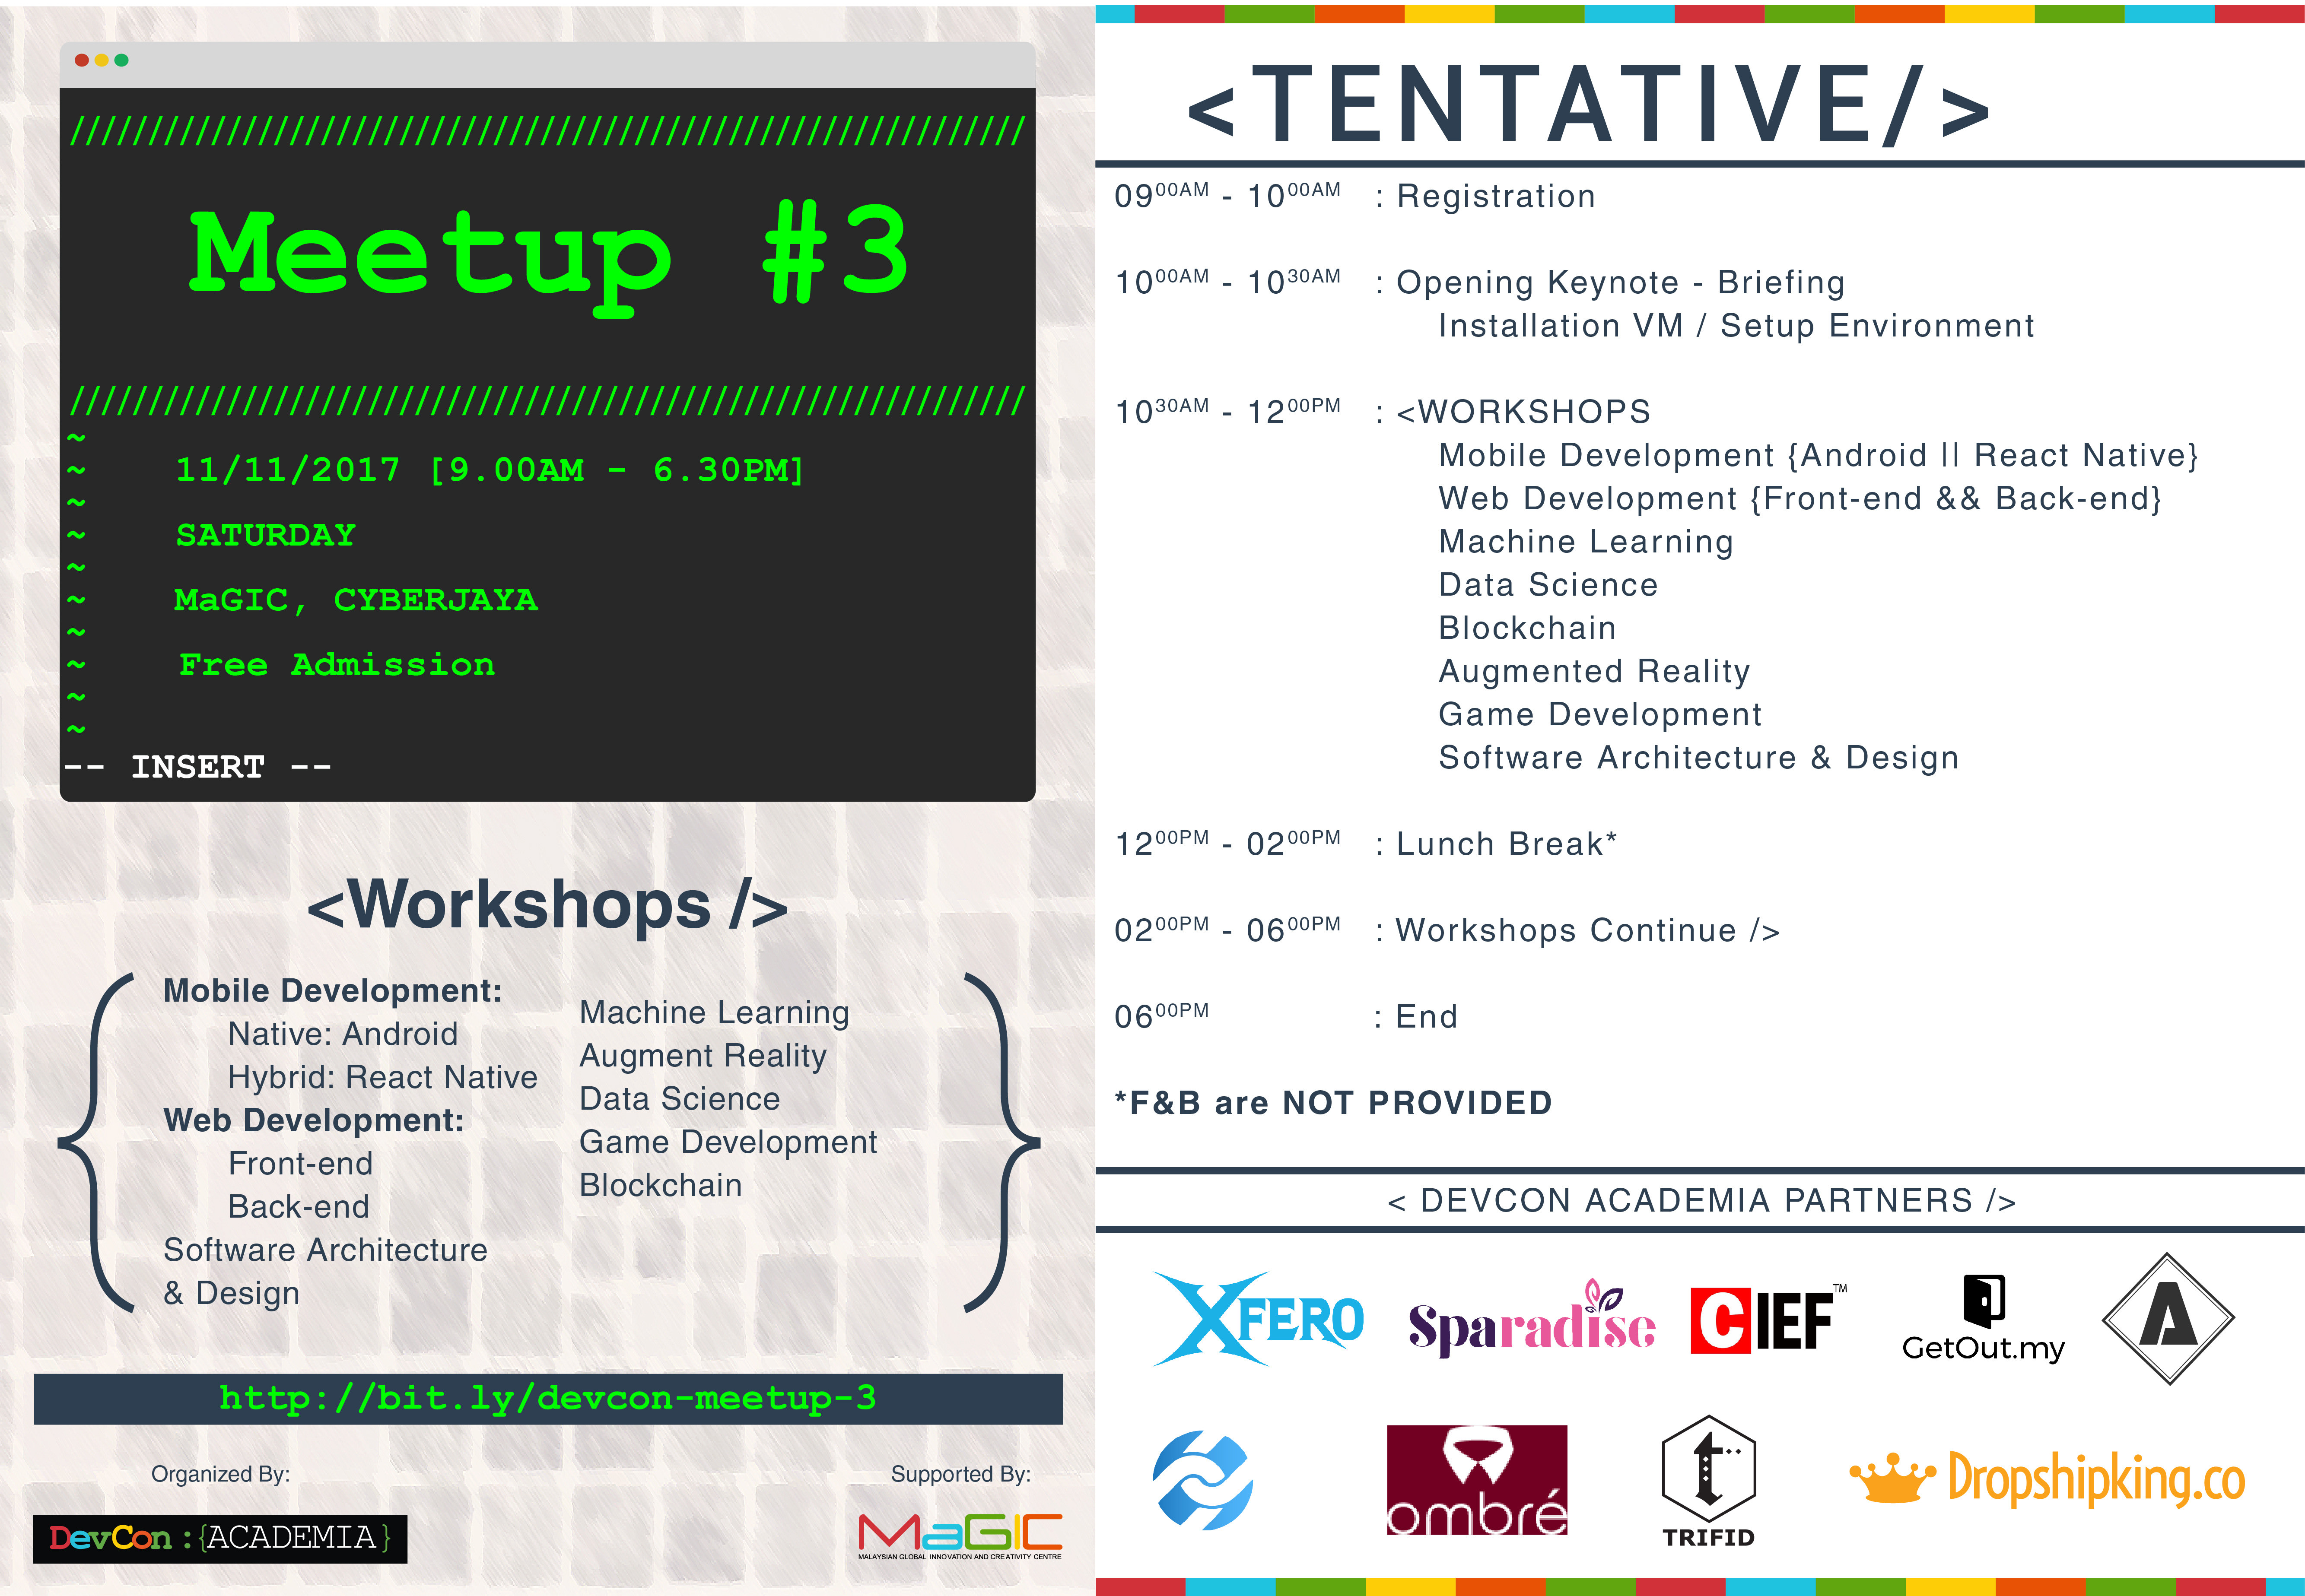 ////////////////////////////////////////////////////////////////
Meetup #3
////////////////////////////////////////////////////////////////
~
~ 11/11/2017 [9.00AM - 6.30PM]
~
~ SATURDAY
~
~ MaGIC, CYBERJAYA
~
~ Free Admission
~
~
-- INSERT --
<Workshops />
{
Mobile Development:
Native: Android
Hybrid: React Native
Web Development:
Front-end
Back-end
Software Architecture
& Design
Machine Learning
Augment Reality
Data Science
Game Development
Blockchain
}
http://bit.ly/devcon-meetup-3
Organized By:
DevCon :{ACADEMIA}
Supported By:
MaGIC
MALAYSIAN GLOBAL INNOVATION AND CREATIVITY CENTRE
<TENTATIVE/>
09 00AM - 10 00AM : Registration
10 00AM - 10 30AM : Opening Keynote - Briefing
Installation VM / Setup Environment
10 30AM - 12 00PM : <WORKSHOPS
Mobile Development {Android || React Native}
Web Development {Front-end && Back-end}
Machine Learning
Data Science
Blockchain
Augmented Reality
Game Development
Software Architecture & Design
12 00PM - 02 00PM : Lunch Break*
02 00PM - 06 00PM : Workshops Continue />
06 00PM : End
*F&B are NOT PROVIDED
< DEVCON ACADEMIA PARTNERS />
XFERO
Sparadise
CIEF™
GetOut.my
A
ombré
t
TRIFID
Dropshipking.co